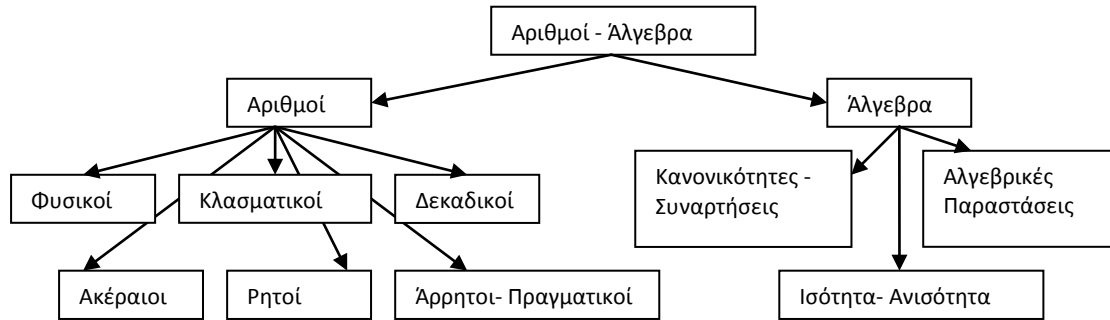 Αριθμοί - Άλγεβρα
Αριθμοί
Άλγεβρα
Φυσικοί
Κλασματικοί
Δεκαδικοί
Κανονικότητες -
Συναρτήσεις
Αλγεβρικές
Παραστάσεις
Ακέραιοι
Ρητοί
Άρρητοι- Πραγματικοί
Ισότητα- Ανισότητα